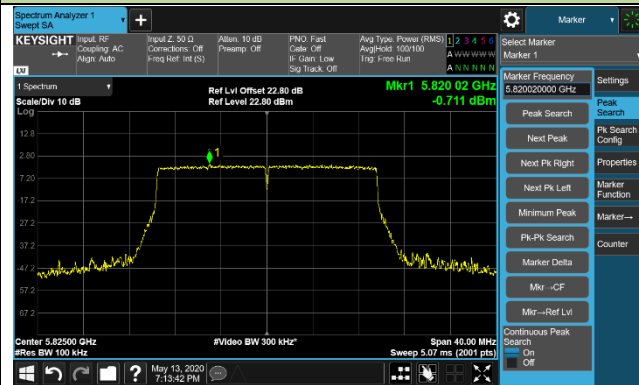 Spectrum Analyzer 1
Swept SA
+
Marker
KEYSIGHT
Input: RF
Coupling: AC
Align: Auto
Input Z: 50 Ω
Corrections: Off
Freq Ref: Int (S)
Atten: 10 dB
Preamp: Off
PNO: Fast
Gate: Off
IF Gain: Low
Sig Track: Off
Avg Type: Power (RMS)
Avg|Hold: 100/100
Trig: Free Run
1 2 3 4 5 6
A W W W W W
A N N N N N
LXI
Select Marker
Marker 1
1 Spectrum
Scale/Div 10 dB
Log
Ref Lvl Offset 22.80 dB
Ref Level 22.80 dBm
Mkr1 5.820 02 GHz
-0.711 dBm
1
12.8
2.80
-7.20
-17.2
-27.2
-37.2
-47.2
-57.2
-67.2
Center 5.82500 GHz
#Res BW 100 kHz
#Video BW 300 kHz*
Span 40.00 MHz
Sweep 5.07 ms (2001 pts)
Marker Frequency
5.820020000 GHz
Peak Search
Next Peak
Next Pk Right
Next Pk Left
Minimum Peak
Pk-Pk Search
Marker Delta
Mkr→CF
Mkr→Ref Lvl
Continuous Peak
Search
On
Off
Settings
Peak
Search
Pk Search
Config
Properties
Marker
Function
Marker→
Counter
?
May 13, 2020
7:13:42 PM